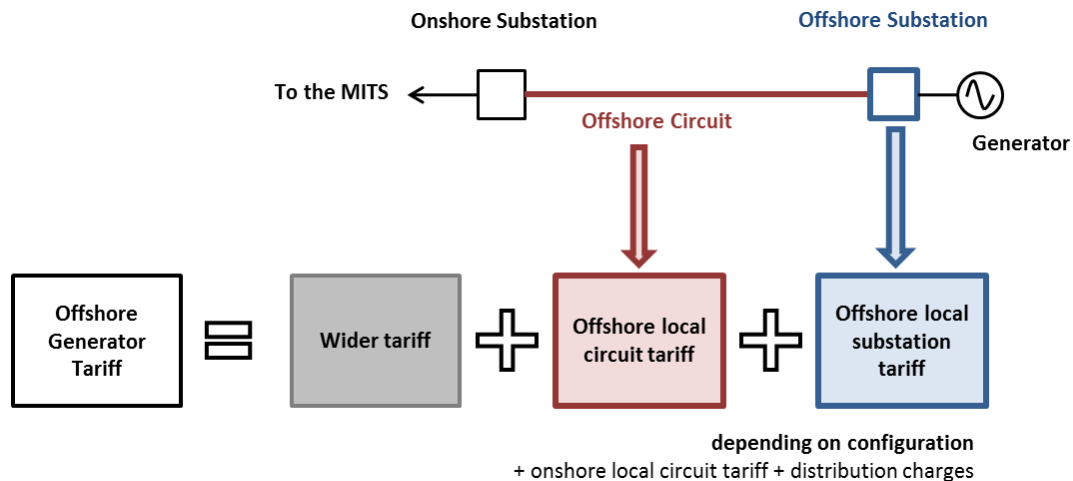 Onshore Substation
Offshore Substation
To the MITS
Offshore Circuit
Generator
Offshore
Generator
Tariff
Wider tariff
Offshore local
circuit tariff
Offshore local
substation
tariff
depending on configuration
+ onshore local circuit tariff + distribution charges